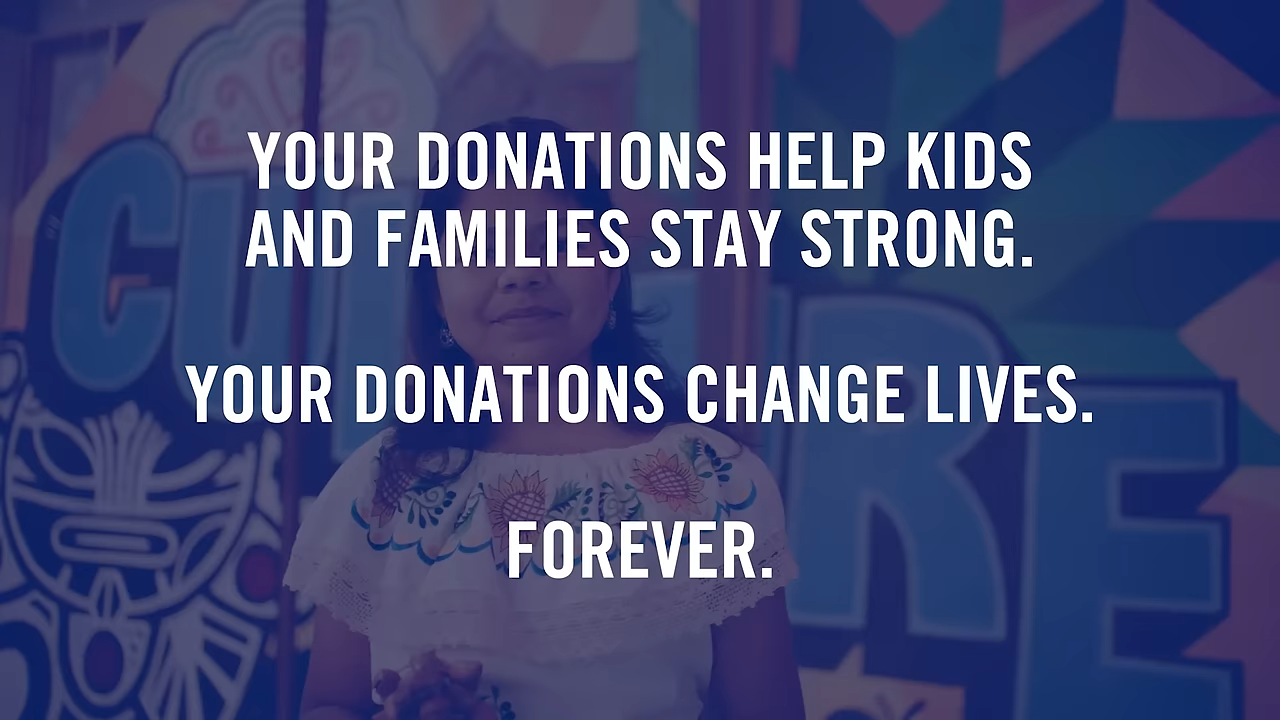 YOUR DONATIONS HELP KIDS
AND FAMILIES STAY STRONG.
YOUR DONATIONS CHANGE LIVES.
FOREVER.